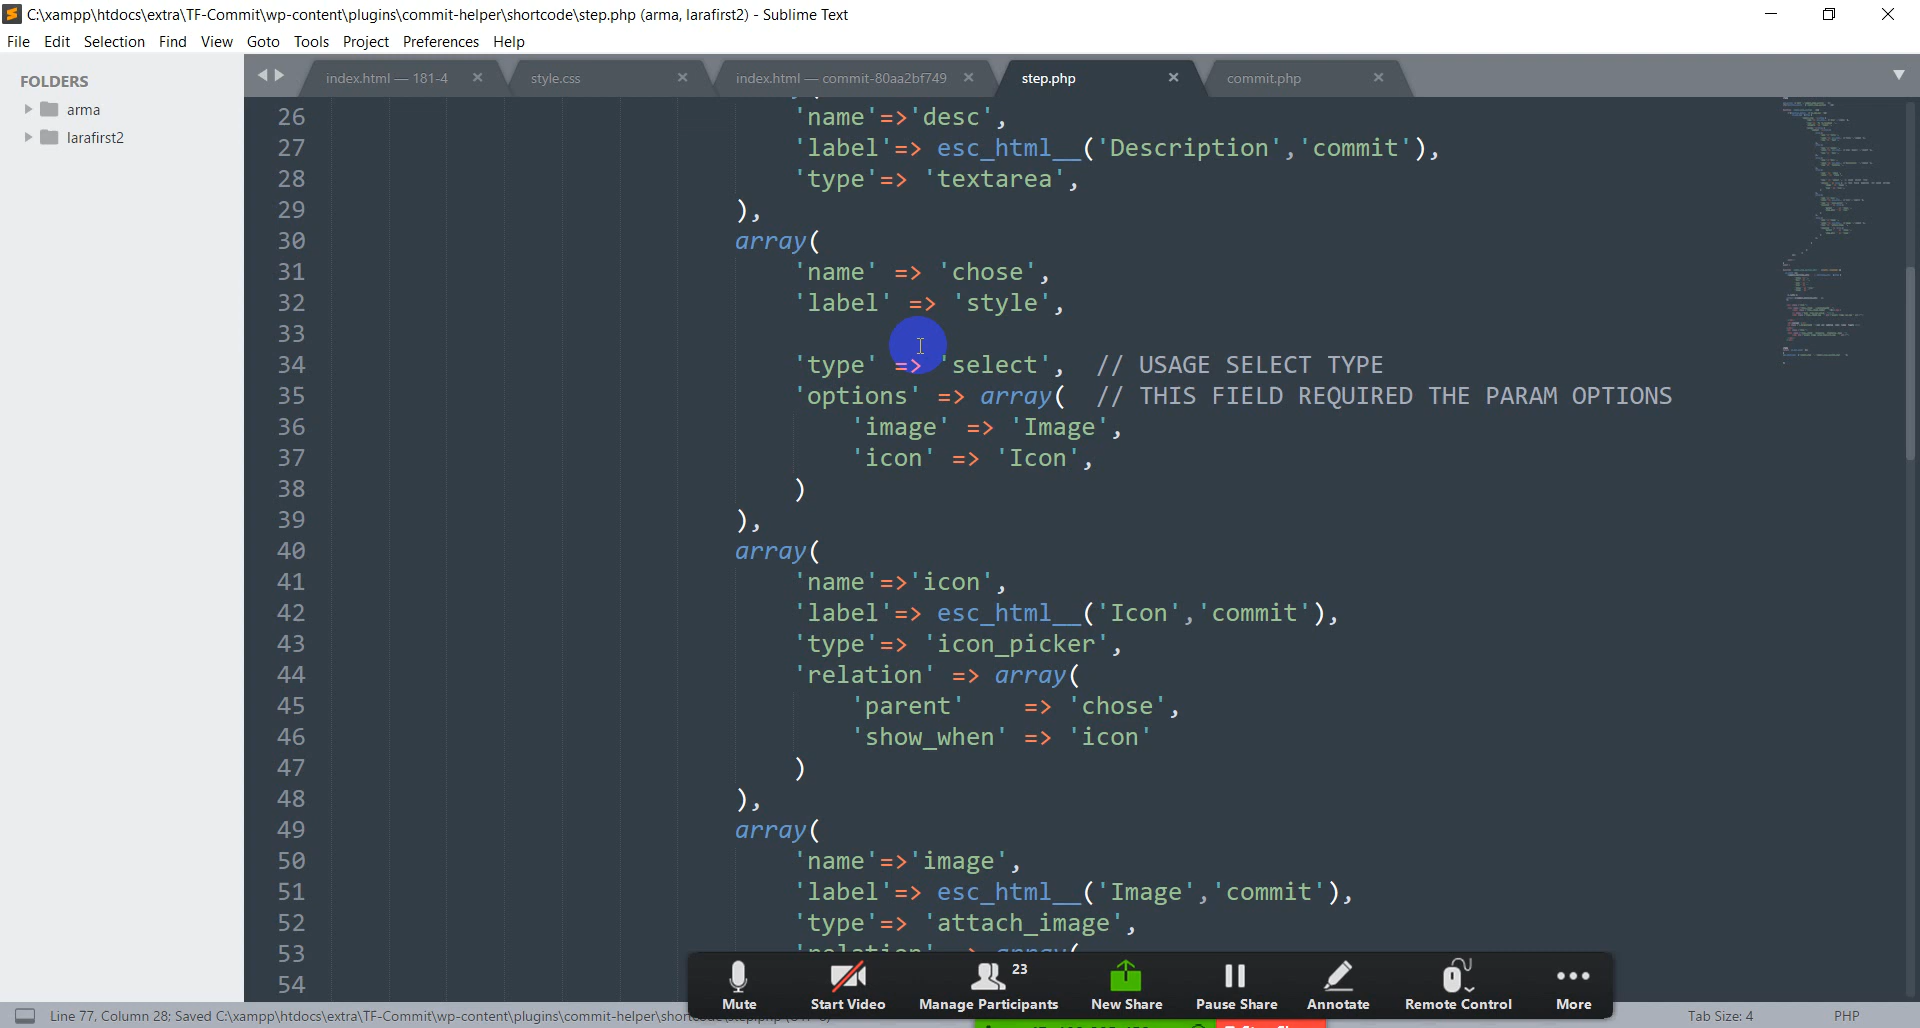 C:\xampp\htdocs\extra\TF-Commit\wp-content\plugins\commit-helper\shortcode\step.php (arma, larafirst2) - Sublime Text
File Edit Selection Find View Goto Tools Project Preferences Help
FOLDERS
arma
larafirst2
index.html — 181-4
style.css
index.html — commit-80aa2bf749
step.php
commit.php
26 'name'=>'desc',
27 'label'=> esc_html__('Description','commit'),
28 'type'=> 'textarea',
29 ),
30 array(
31 'name' => 'chose',
32 'label' => 'style',
33
34 'type' => 'select', // USAGE SELECT TYPE
35 'options' => array( // THIS FIELD REQUIRED THE PARAM OPTIONS
36 'image' => 'Image',
37 'icon' => 'Icon',
38 )
39 ),
40 array(
41 'name'=>'icon',
42 'label'=> esc_html__('Icon','commit'),
43 'type'=> 'icon_picker',
44 'relation' => array(
45 'parent' => 'chose',
46 'show_when' => 'icon'
47 )
48 ),
49 array(
50 'name'=>'image',
51 'label'=> esc_html__('Image','commit'),
52 'type'=> 'attach_image',
53 'relation' => array(
54
23
Mute
Start Video
Manage Participants
New Share
Pause Share
Annotate
Remote Control
More
Line 77, Column 28; Saved C:\xampp\htdocs\extra\TF-Commit\wp-content\plugins\commit-helper\
Tab Size: 4
PHP